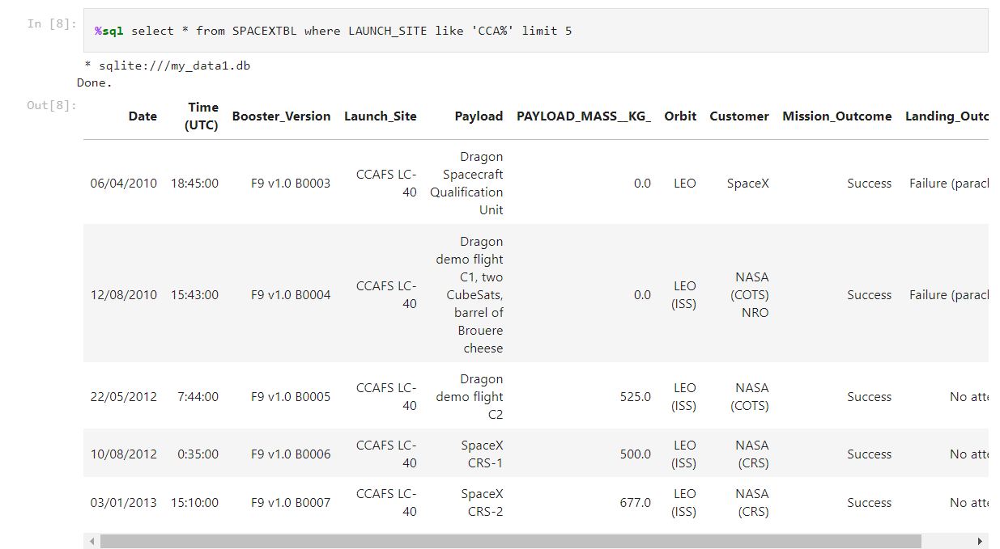 In [8]:
%sql select * from SPACEXTBL where LAUNCH_SITE like 'CCA%' limit 5
* sqlite:///my_data1.db
Done.
Out[8]:
Date Time (UTC) Booster_Version Launch_Site Payload PAYLOAD_MASS__KG_ Orbit Customer Mission_Outcome Landing_Outc
06/04/2010 18:45:00 F9 v1.0 B0003 CCAFS LC-40 Dragon Spacecraft Qualification Unit 0.0 LEO SpaceX Success Failure (parac
12/08/2010 15:43:00 F9 v1.0 B0004 CCAFS LC-40 Dragon demo flight C1, two CubeSats, barrel of Brouere cheese 0.0 LEO (ISS) NASA (COTS) NRO Success Failure (parac
22/05/2012 7:44:00 F9 v1.0 B0005 CCAFS LC-40 Dragon demo flight C2 525.0 LEO (ISS) NASA (COTS) Success No atte
10/08/2012 0:35:00 F9 v1.0 B0006 CCAFS LC-40 SpaceX CRS-1 500.0 LEO (ISS) NASA (CRS) Success No atte
03/01/2013 15:10:00 F9 v1.0 B0007 CCAFS LC-40 SpaceX CRS-2 677.0 LEO (ISS) NASA (CRS) Success No atte